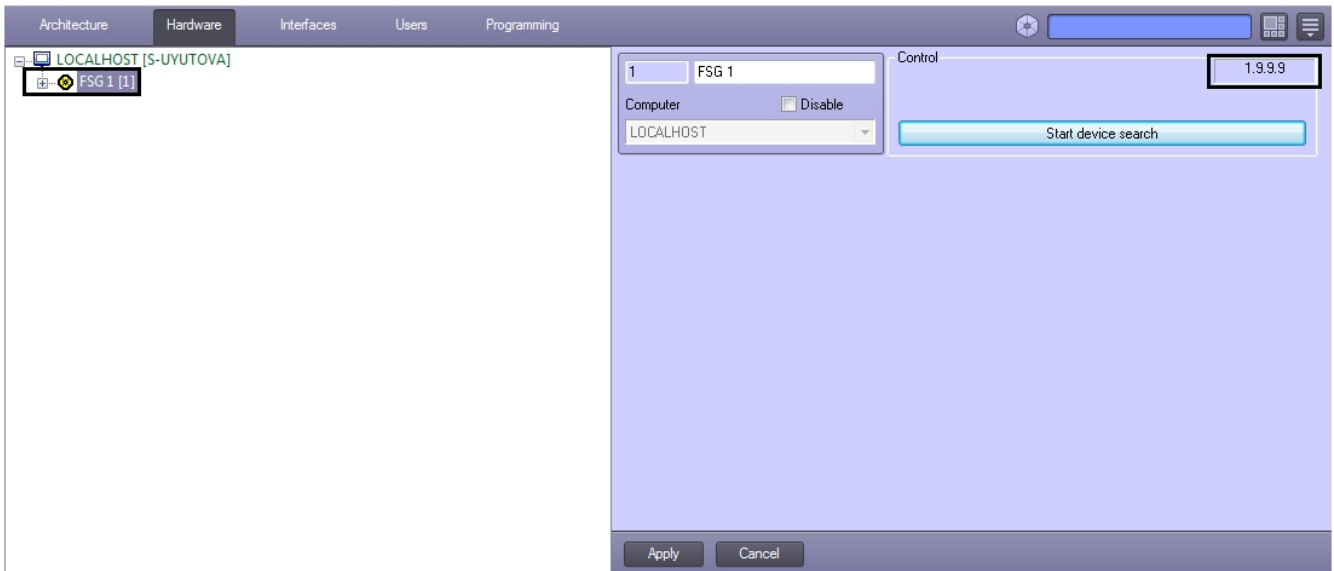 Architecture Hardware Interfaces Users Programming
LOCALHOST [S-UYUTOVA]
FSG 1 [1]
1 FSG 1
Computer Disable
LOCALHOST
Control
1.9.9.9
Start device search
Apply Cancel